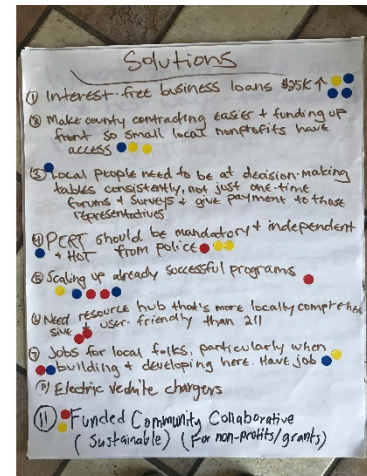 Solutions
① Interest-free business loans $25K ↑
② Make county contracting easier + funding up
front so small local nonprofits have
access
③ Local people need to be at decision-making
tables consistently, not just one-time
forums + surveys + give payment to those
representatives
④ PERT should be mandatory + independent
+ HOT from police
⑤ Scaling up already successful programs
⑥ Need resource hub that's more locally comprehen
sive + user-friendly than 211
⑦ Jobs for local folks, particularly when
building + developing here. Have job
Electric vehicle chargers
⑪ Funded Community Collaborative
(Sustainable) (For non-profits/grants)